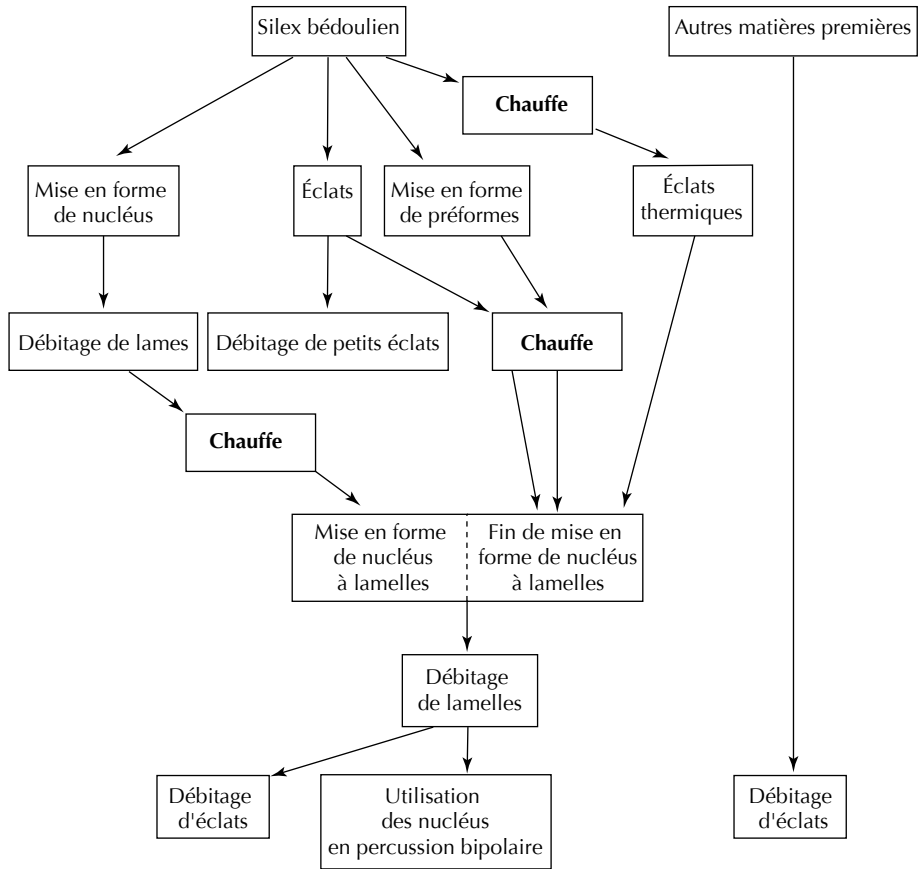 Silex bédoulien
Autres matières premières
Chauffe
Mise en forme
de nucléus
Éclats
Mise en forme
de préformes
Éclats
thermiques
Débitage de lames
Débitage de petits éclats
Chauffe
Chauffe
Mise en forme
de nucléus
à lamelles
Fin de mise en
forme de nucléus
à lamelles
Débitage
de lamelles
Débitage
d'éclats
Utilisation
des nucléus
en percussion bipolaire
Débitage
d'éclats